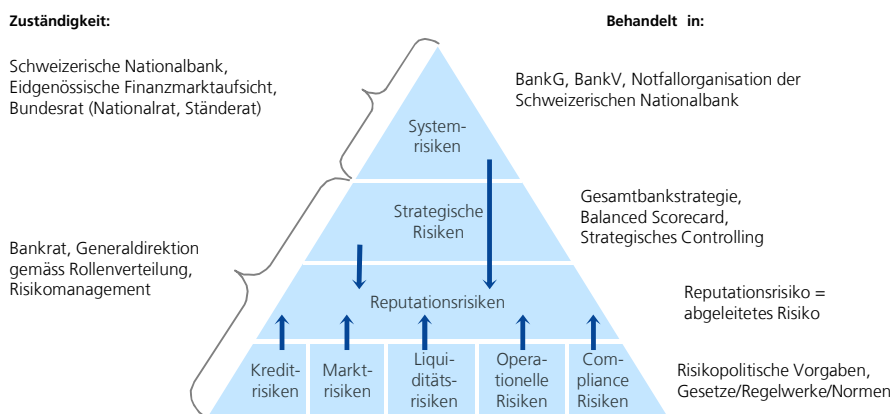 Zuständigkeit:
Behandelt in:
Schweizerische Nationalbank,
Eidgenössische Finanzmarktaufsicht,
Bundesrat (Nationalrat, Ständerat)
BankG, BankV, Notfallorganisation der
Schweizerischen Nationalbank
System-
risiken
Strategische
Risiken
Gesamtbankstrategie,
Balanced Scorecard,
Strategisches Controlling
Bankrat, Generaldirektion
gemäss Rollenverteilung,
Risikomanagement
Reputationsrisiken
Reputationsrisiko =
abgeleitetes Risiko
Kredit-
risiken
Markt-
risiken
Liqui-
ditäts-
risiken
Ope­ra-
tionelle
Risiken
Com-
pliance
Risiken
Risikopolitische Vorgaben,
Gesetze/Regelwerke/Normen